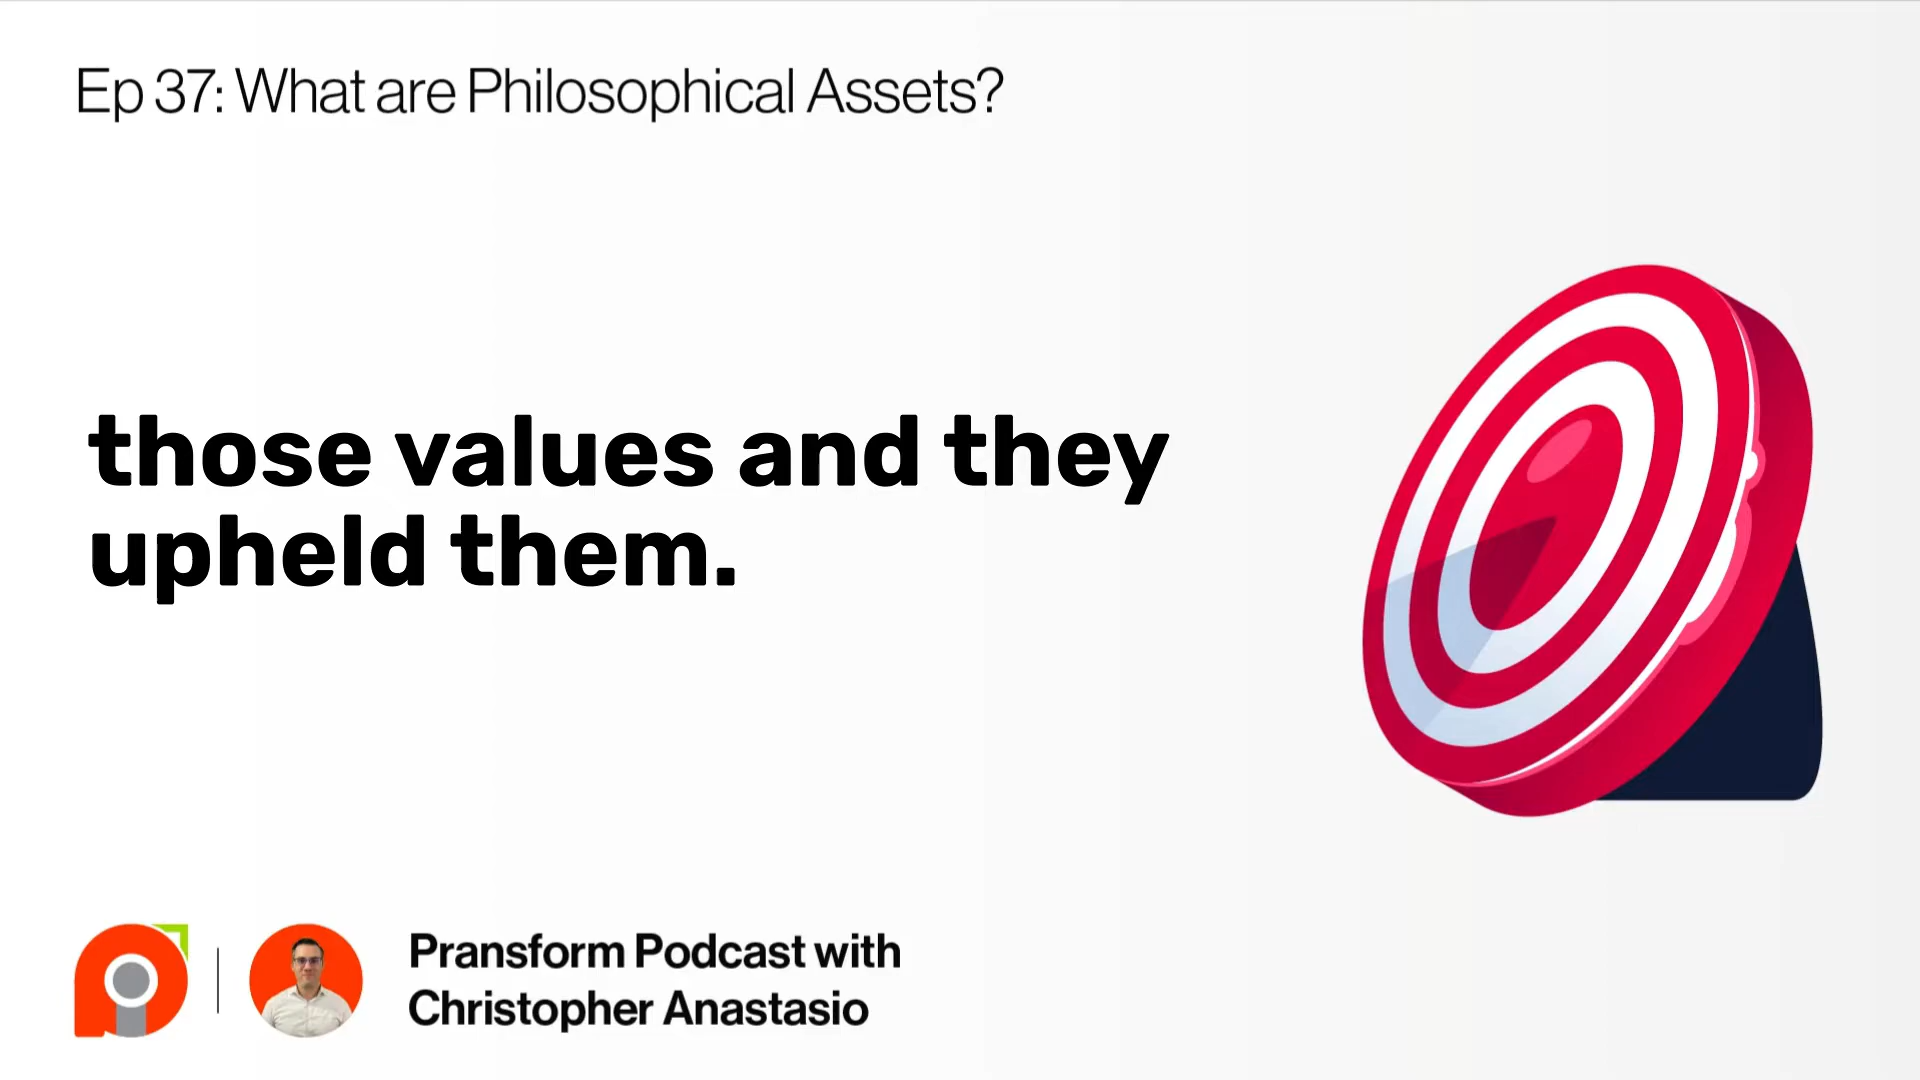 Ep 37: What are Philosophical Assets?
those values and they
upheld them.
Pransform Podcast with
Christopher Anastasio